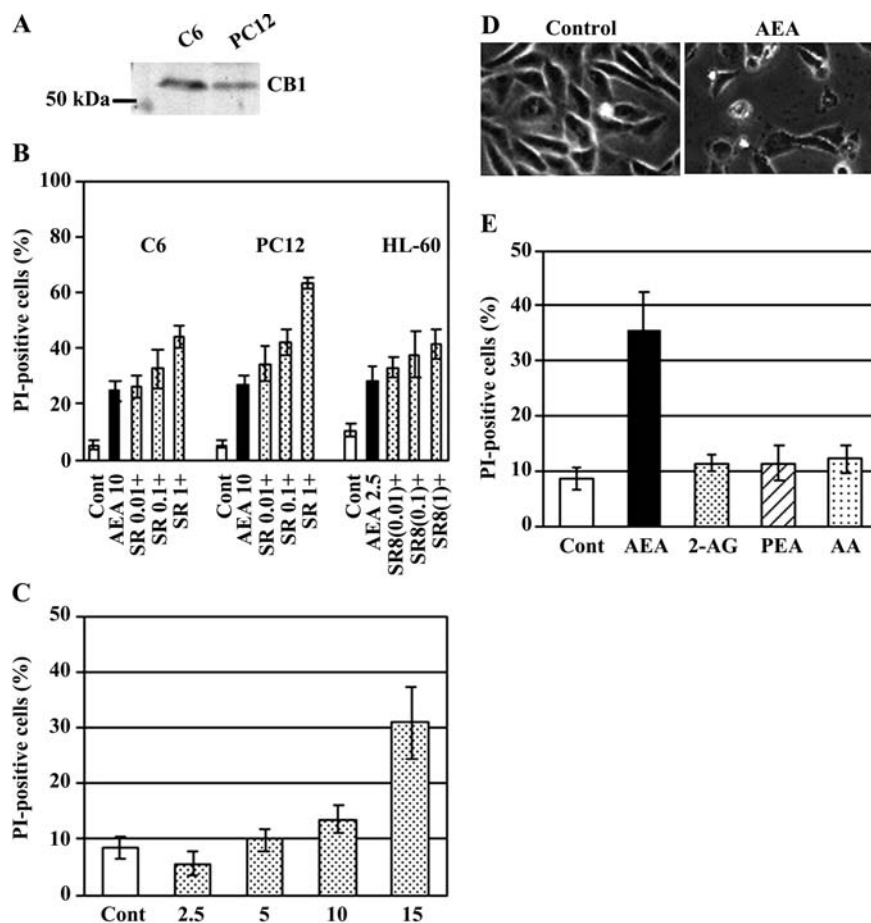 A
C6 PC12
50 kDa
CB1
B
PI-positive cells (%)
100
80
60
40
20
0
C6 PC12 HL-60
Cont
AEA 10
SR 0.01+
SR 0.1+
SR 1+
Cont
AEA 10
SR 0.01+
SR 0.1+
SR 1+
Cont
AEA 2.5
SR8(0.01)+
SR8(0.1)+
SR8(1)+
C
PI-positive cells (%)
50
40
30
20
10
0
Cont 2.5 5 10 15
D
Control AEA
E
PI-positive cells (%)
50
40
30
20
10
0
Cont AEA 2-AG PEA AA